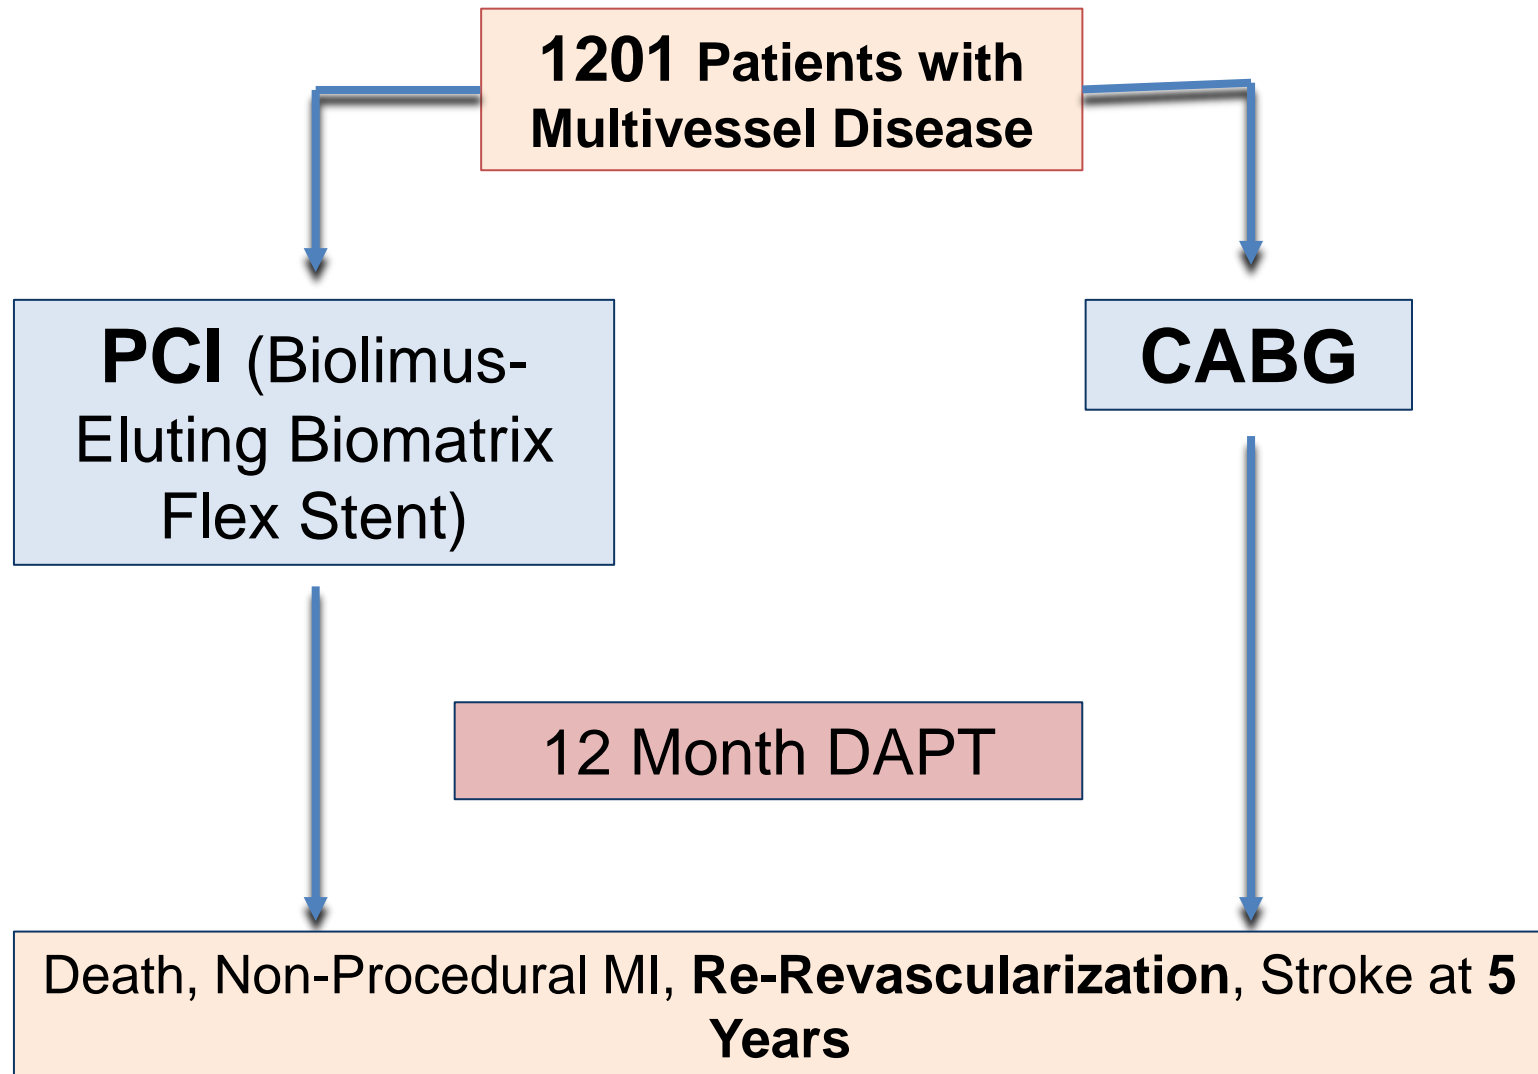 1201 Patients with
Multivessel Disease
PCI (Biolimus-
Eluting Biomatrix
Flex Stent)
CABG
12 Month DAPT
Death, Non-Procedural MI, Re-Revascularization, Stroke at 5
Years